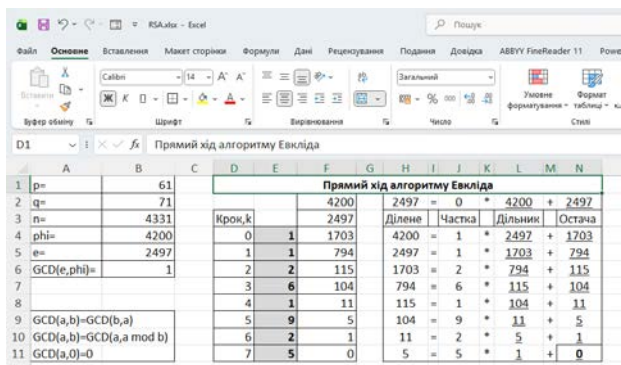 RSA.xlsx - Excel
Пошук
Файл Основне Вставлення Макет сторінки Формули Дані Рецензування Подання Довідка ABBYY FineReader 11 Powe
Вставити Calibri 14 Загальний Умовне форматування Формат таблиці
Буфер обміну Шрифт Вирівнювання Число Стилі
D1 fx Прямий хід алгоритму Евкліда
A B C D E F G H I J K L M N
1 p= 61 Прямий хід алгоритму Евкліда
2 q= 71 4200 2497 = 0 * 4200 + 2497
3 n= 4331 Крок,k 2497 Ділене Частка Дільник Остача
4 phi= 4200 0 1 1703 4200 = 1 * 2497 + 1703
5 e= 2497 1 1 794 2497 = 1 * 1703 + 794
6 GCD(e,phi)= 1 2 2 115 1703 = 2 * 794 + 115
7 3 6 104 794 = 6 * 115 + 104
8 4 1 11 115 = 1 * 104 + 11
9 GCD(a,b)=GCD(b,a) 5 9 5 104 = 9 * 11 + 5
10 GCD(a,b)=GCD(a,a mod b) 6 2 1 11 = 2 * 5 + 1
11 GCD(a,0)=0 7 5 0 5 = 5 * 1 + 0